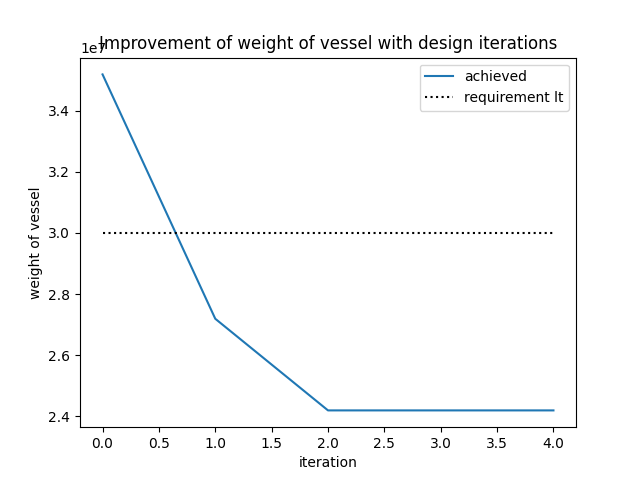 1e7
Improvement of weight of vessel with design iterations
achieved
requirement lt
3.4
3.2
3.0
2.8
2.6
2.4
weight of vessel
0.0 0.5 1.0 1.5 2.0 2.5 3.0 3.5 4.0
iteration